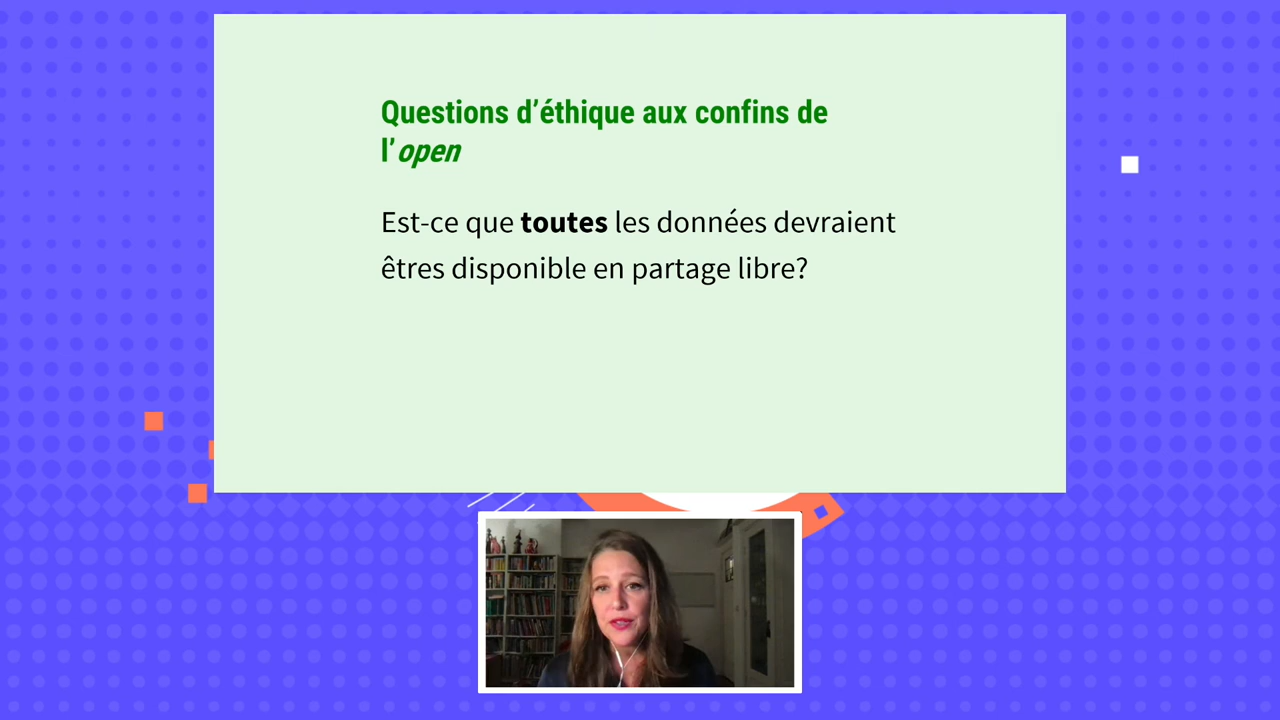 Questions d’éthique aux confins de
l’open
Est-ce que toutes les données devraient
êtres disponible en partage libre?